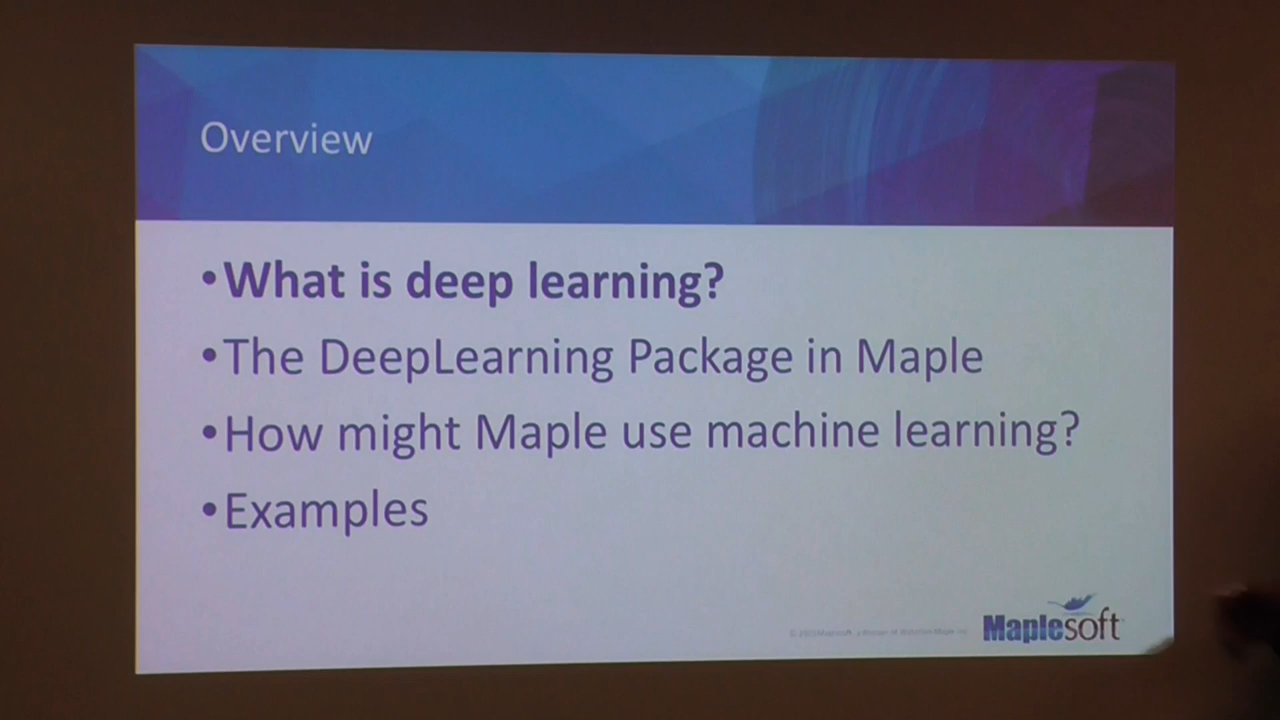 Overview
•What is deep learning?
•The DeepLearning Package in Maple
•How might Maple use machine learning?
•Examples
Maplesoft